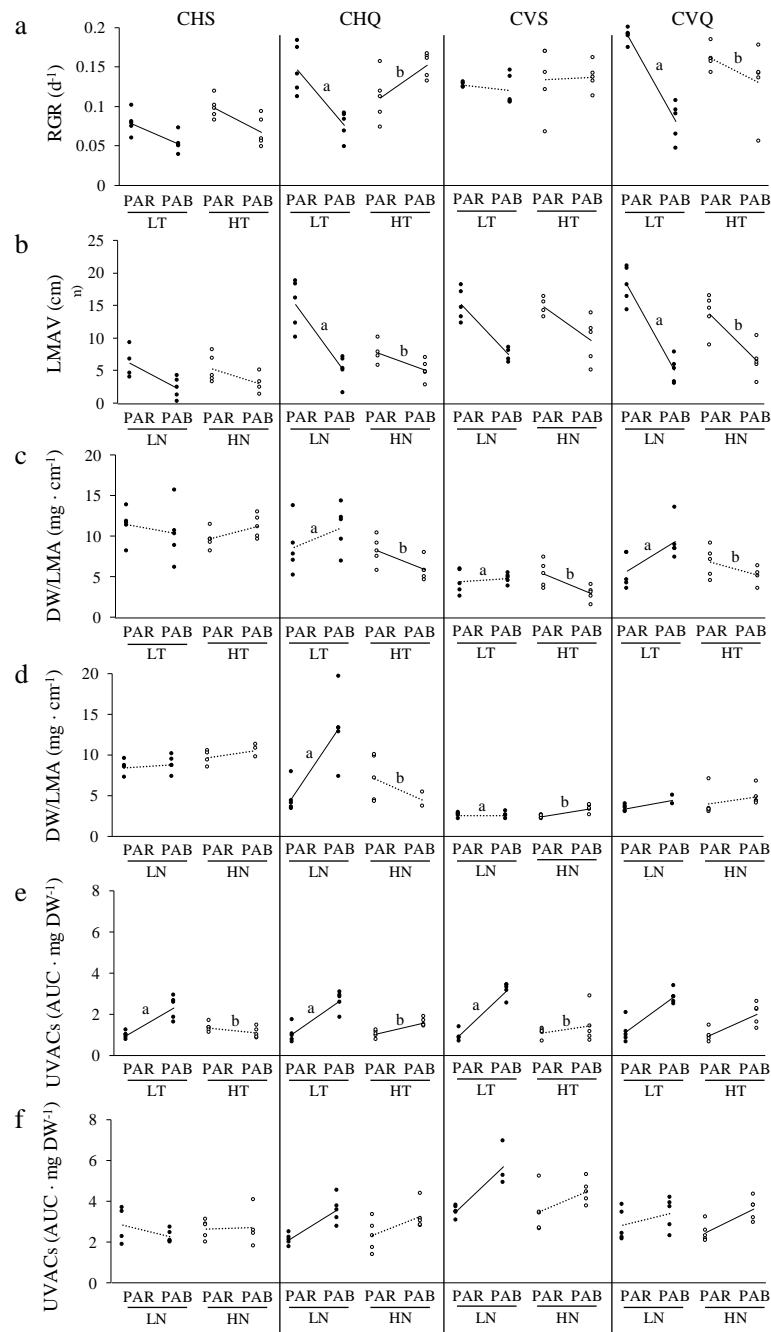 CHS CHQ CVS CVQ
a
RGR (d-1)
0.2
0.15
0.1
0.05
0
a b a b
PAR PAB PAR PAB PAR PAB PAR PAB PAR PAB PAR PAB PAR PAB PAR PAB
LT HT LT HT LT HT LT HT
b
LMAV (cm)
n)
25
20
15
10
5
0
a b a b
PAR PAB PAR PAB PAR PAB PAR PAB PAR PAB PAR PAB PAR PAB PAR PAB
LN HN LN HN LN HN LN HN
c
DW/LMA (mg · cm-1)
20
15
10
5
0
a b a b a b
PAR PAB PAR PAB PAR PAB PAR PAB PAR PAB PAR PAB PAR PAB PAR PAB
LT HT LT HT LT HT LT HT
d
DW/LMA (mg · cm-1)
20
15
10
5
0
a b a b
PAR PAB PAR PAB PAR PAB PAR PAB PAR PAB PAR PAB PAR PAB PAR PAB
LN HN LN HN LN HN LN HN
e
UVACs (AUC · mg DW-1)
8
6
4
2
0
a b a b a b
PAR PAB PAR PAB PAR PAB PAR PAB PAR PAB PAR PAB PAR PAB PAR PAB
LT HT LT HT LT HT LT HT
f
UVACs (AUC · mg DW-1)
8
6
4
2
0
PAR PAB PAR PAB PAR PAB PAR PAB PAR PAB PAR PAB PAR PAB PAR PAB
LN HN LN HN LN HN LN HN